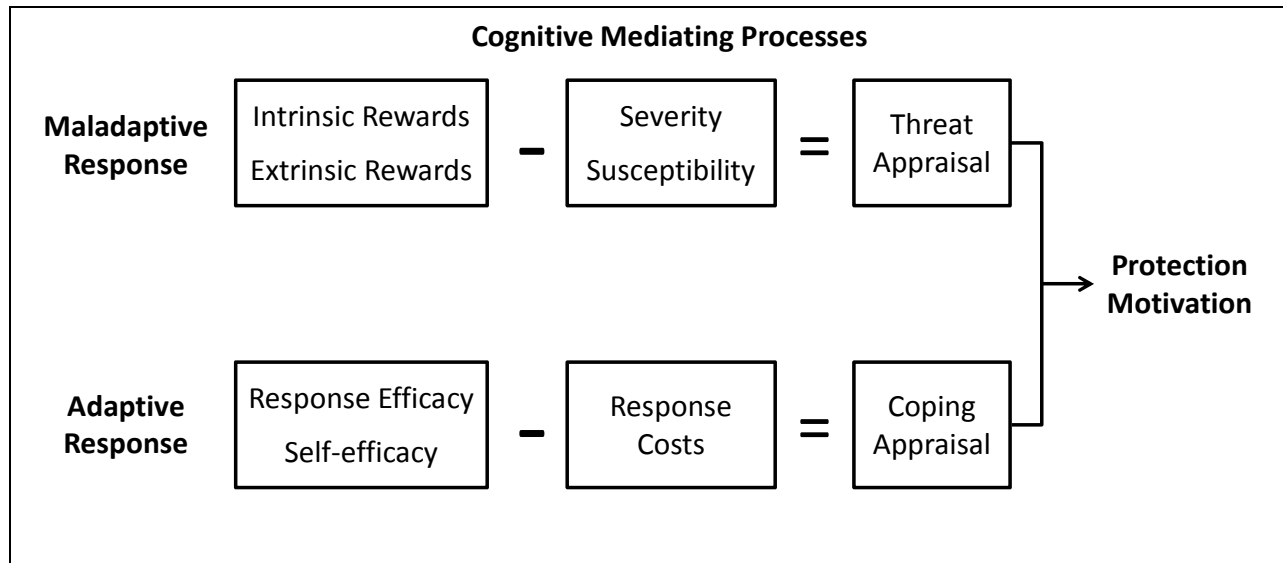 Cognitive Mediating Processes
Maladaptive
Response
Intrinsic Rewards
Extrinsic Rewards
-
Severity
Susceptibility
=
Threat
Appraisal
Protection
Motivation
Adaptive
Response
Response Efficacy
Self-efficacy
-
Response
Costs
=
Coping
Appraisal